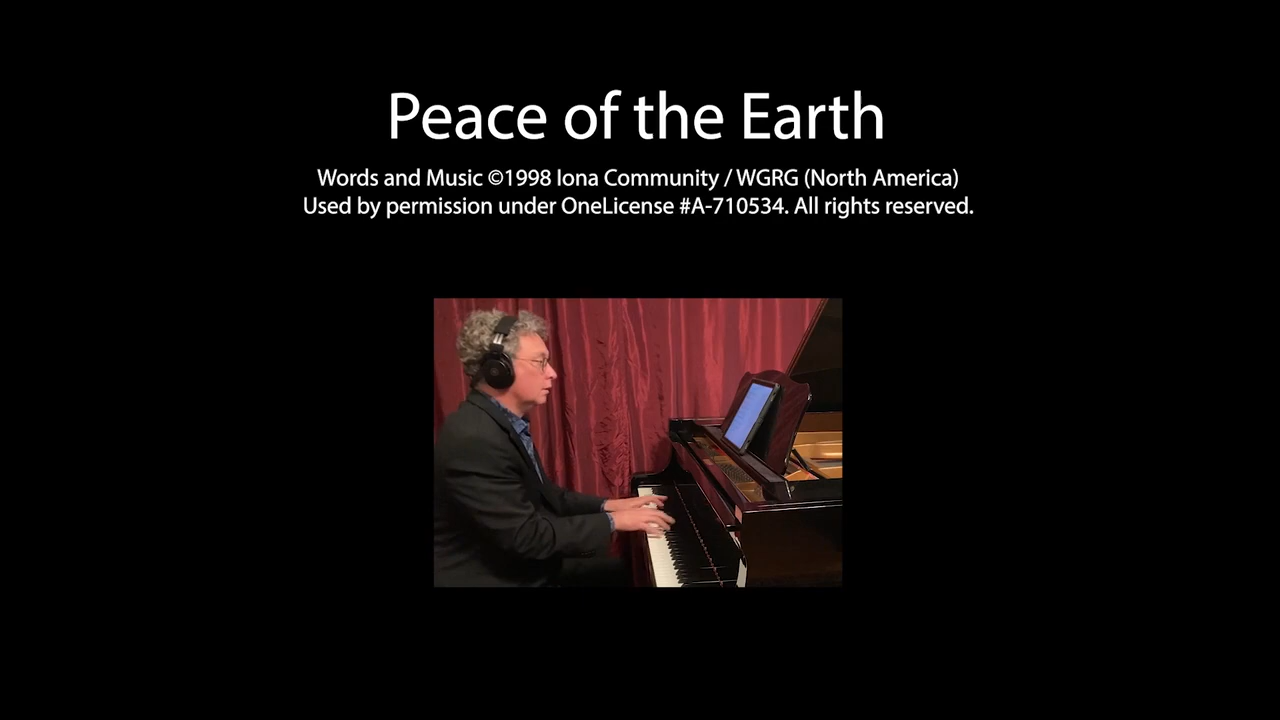 Peace of the Earth
Words and Music ©1998 Iona Community / WGRG (North America)
Used by permission under OneLicense #A-710534. All rights reserved.